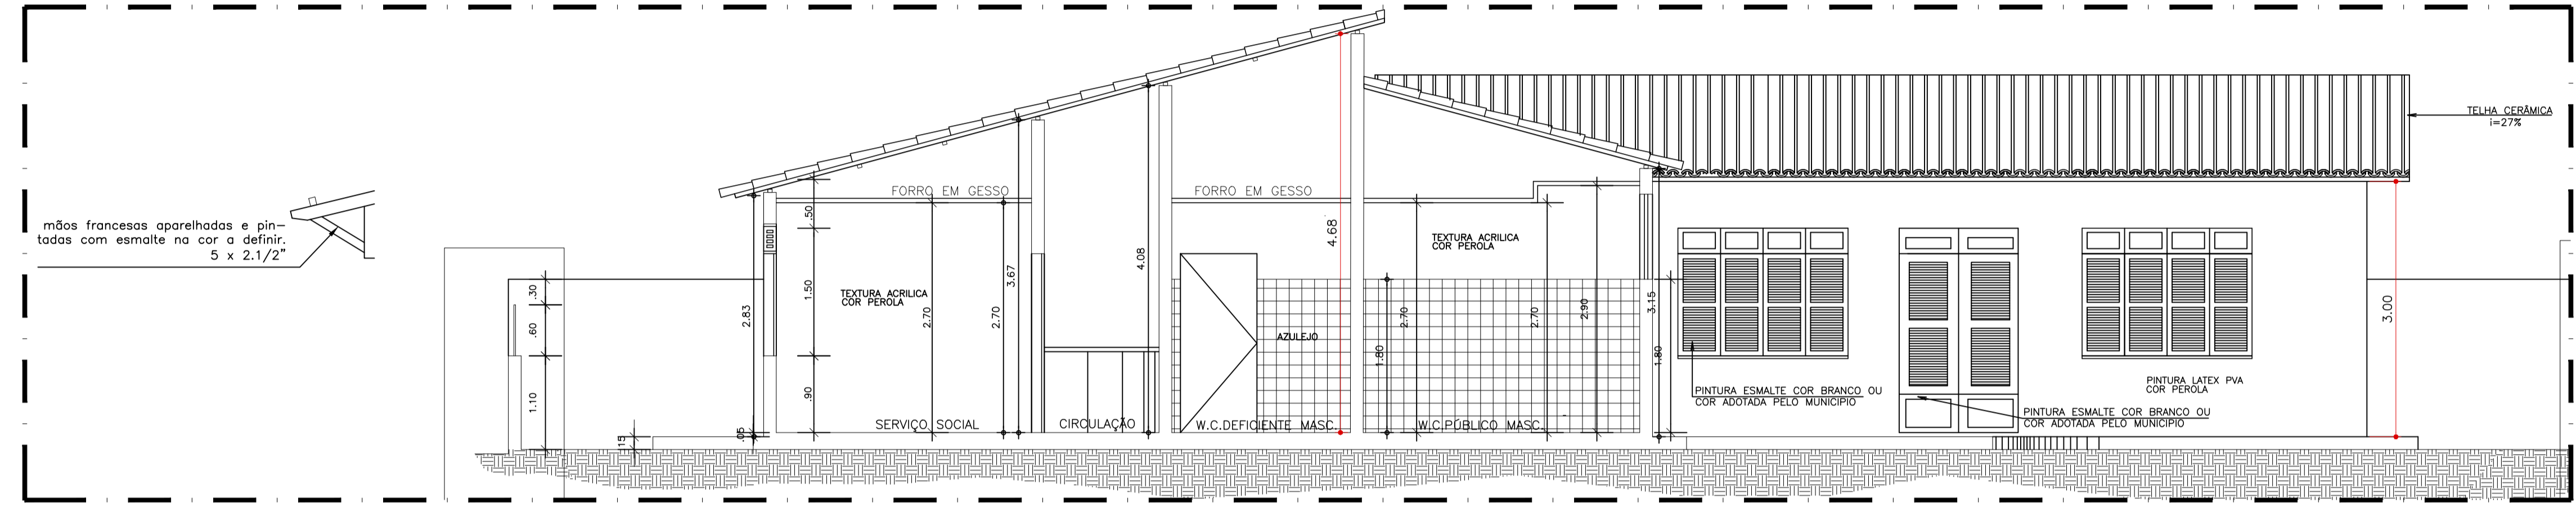 mãos francesas aparelhadas e pin-
tadas com esmalte na cor a definir.
5 x 2.1/2"
.30
.60
1.10
.15
.05
2.83
.50
1.50
.90
FORRO EM GESSO
TEXTURA ACRILICA
COR PEROLA
2.70
2.70
3.67
SERVIÇO SOCIAL
CIRCULAÇÃO
4.08
FORRO EM GESSO
4.68
AZULEJO
W.C.DEFICIENTE MASC.
TEXTURA ACRILICA
COR PEROLA
1.80
2.70
2.70
2.90
W.C.PÚBLICO MASC.
3.15
1.80
PINTURA ESMALTE COR BRANCO OU
COR ADOTADA PELO MUNICIPIO
PINTURA ESMALTE COR BRANCO OU
COR ADOTADA PELO MUNICIPIO
PINTURA LATEX PVA
COR PEROLA
3.00
TELHA CERÂMICA
i=27%